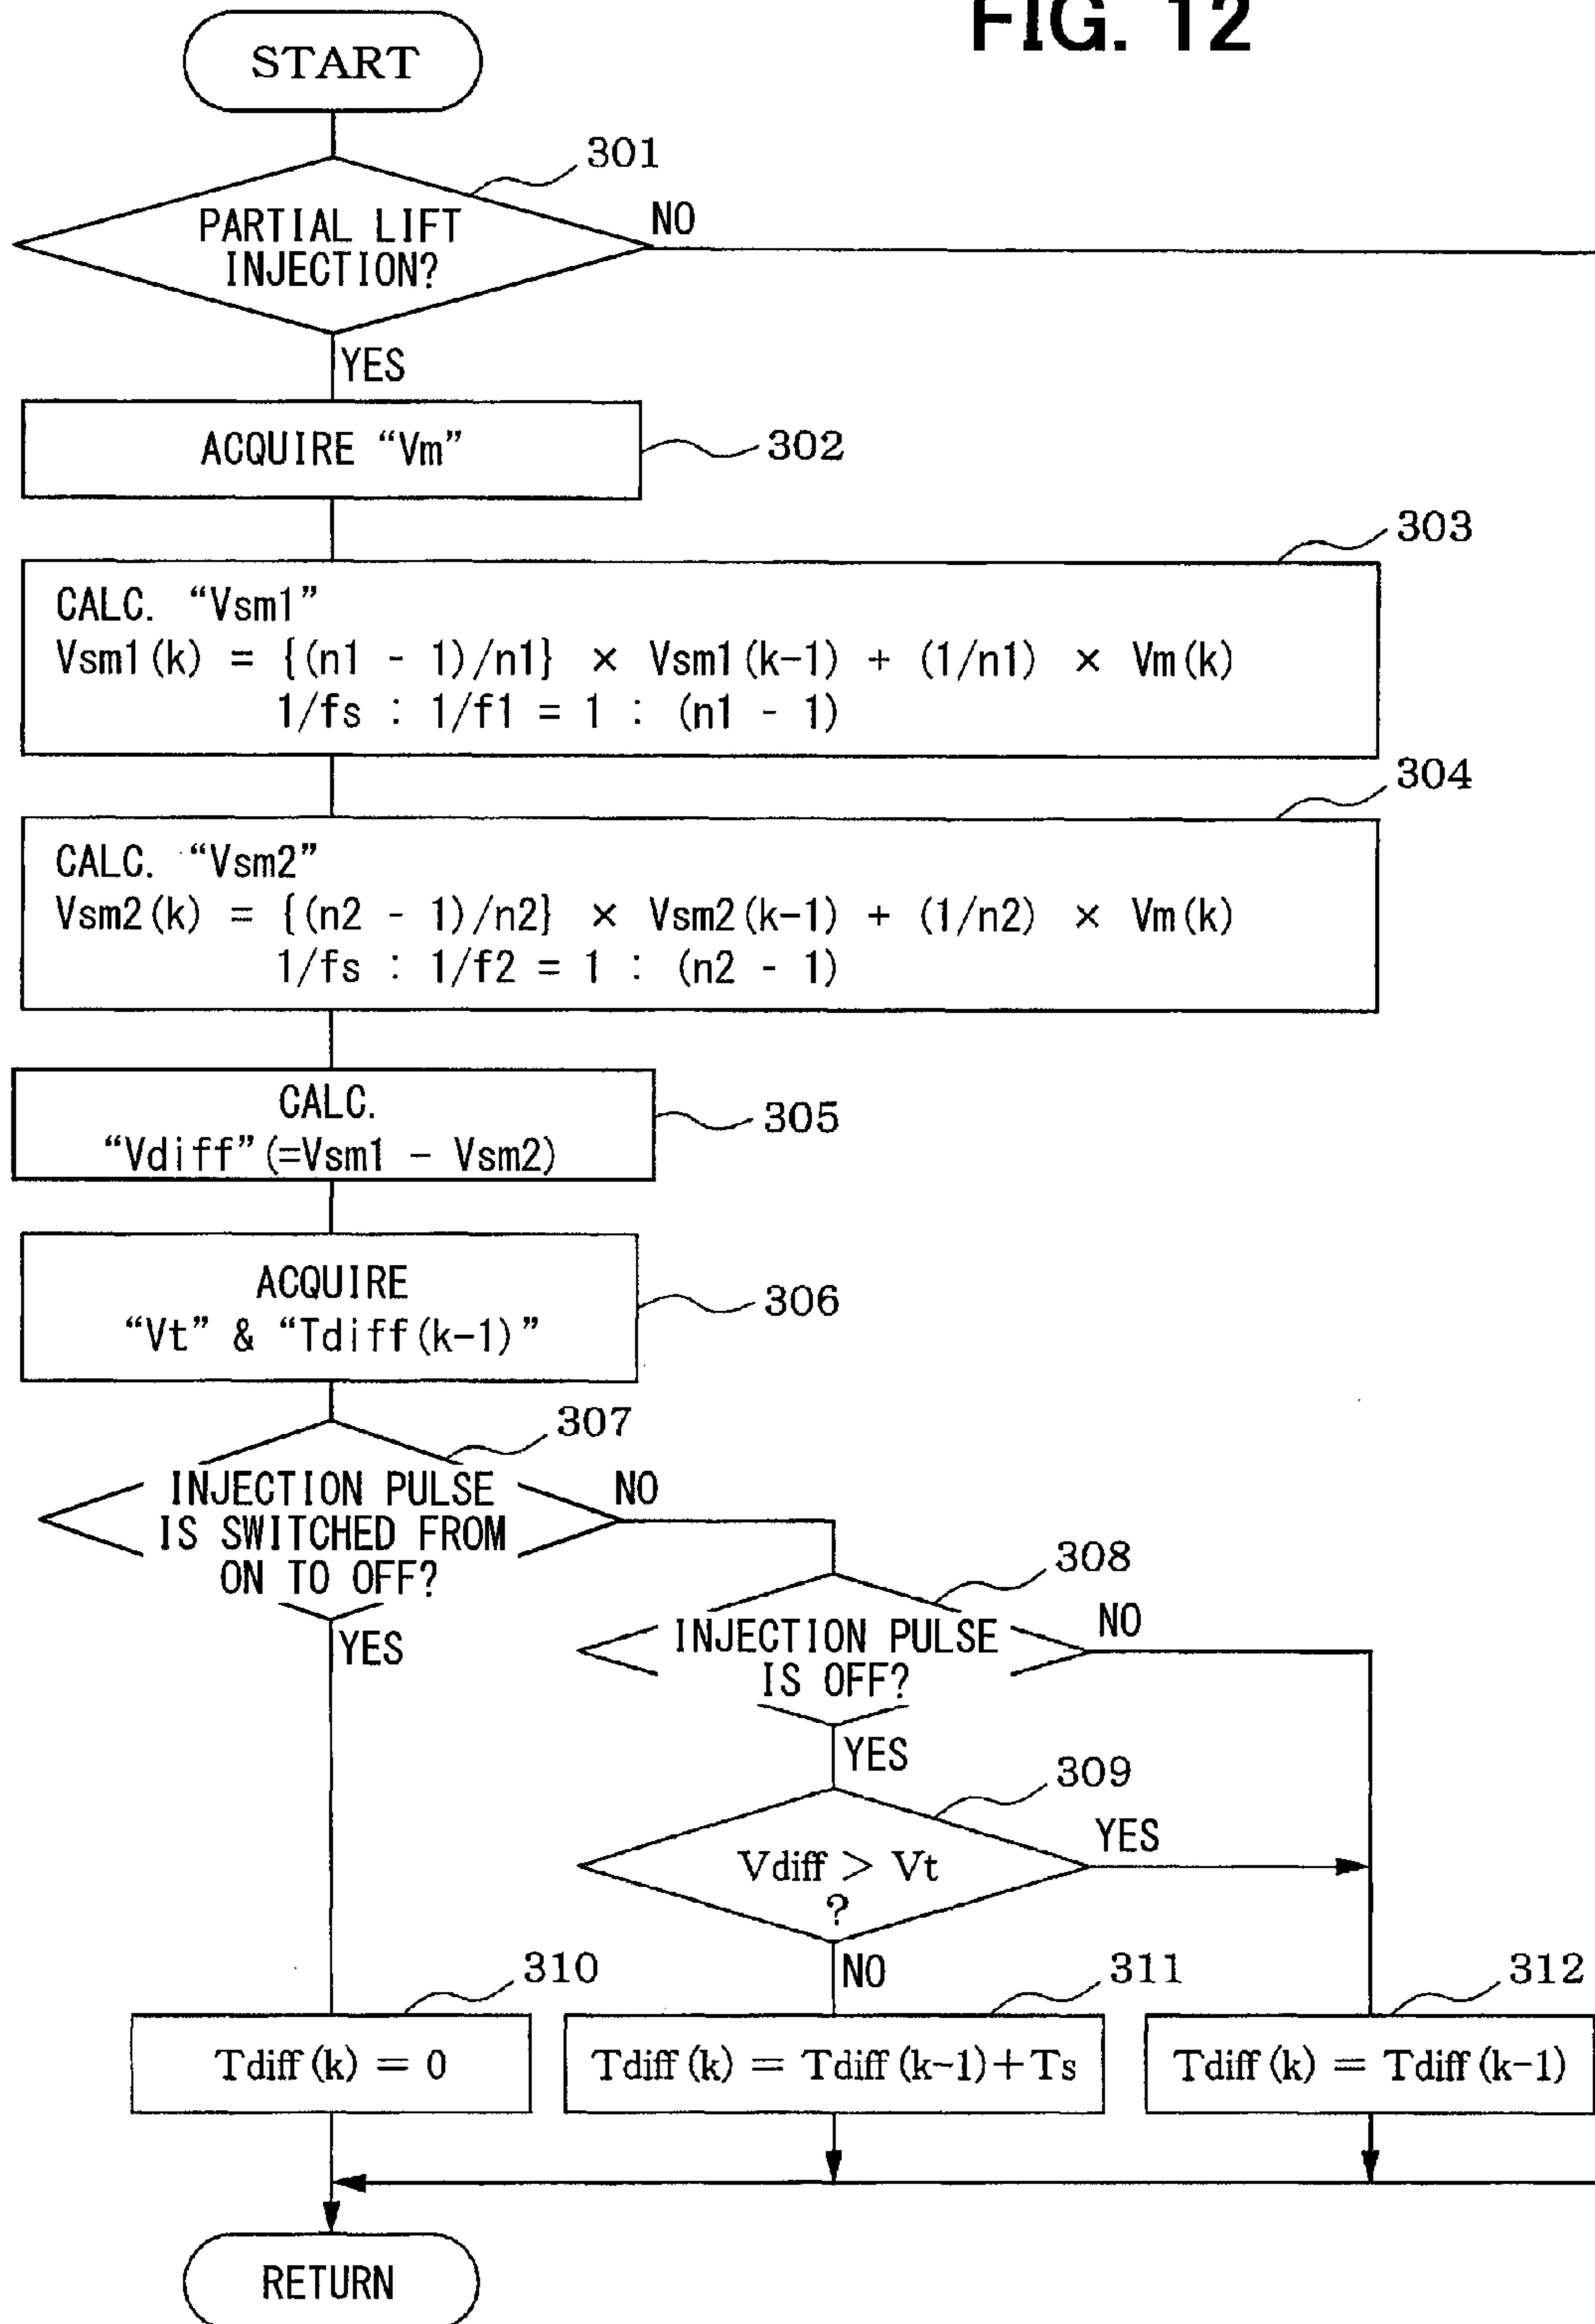 FIG. 12
START
301
PARTIAL LIFT
INJECTION?
NO
YES
ACQUIRE “Vm”
302
303
CALC. “Vsm1”
Vsm1(k) = {(n1 - 1)/n1} × Vsm1(k-1) + (1/n1) × Vm(k)
1/fs : 1/f1 = 1 : (n1 - 1)
304
CALC. “Vsm2”
Vsm2(k) = {(n2 - 1)/n2} × Vsm2(k-1) + (1/n2) × Vm(k)
1/fs : 1/f2 = 1 : (n2 - 1)
CALC.
“Vdiff”(=Vsm1 - Vsm2)
305
ACQUIRE
“Vt” & “Tdiff(k-1)”
306
307
INJECTION PULSE
IS SWITCHED FROM
ON TO OFF?
NO
YES
308
INJECTION PULSE
IS OFF?
NO
YES
309
Vdiff > Vt
?
YES
NO
310
Tdiff(k) = 0
311
Tdiff(k) = Tdiff(k-1)+Ts
312
Tdiff(k) = Tdiff(k-1)
RETURN